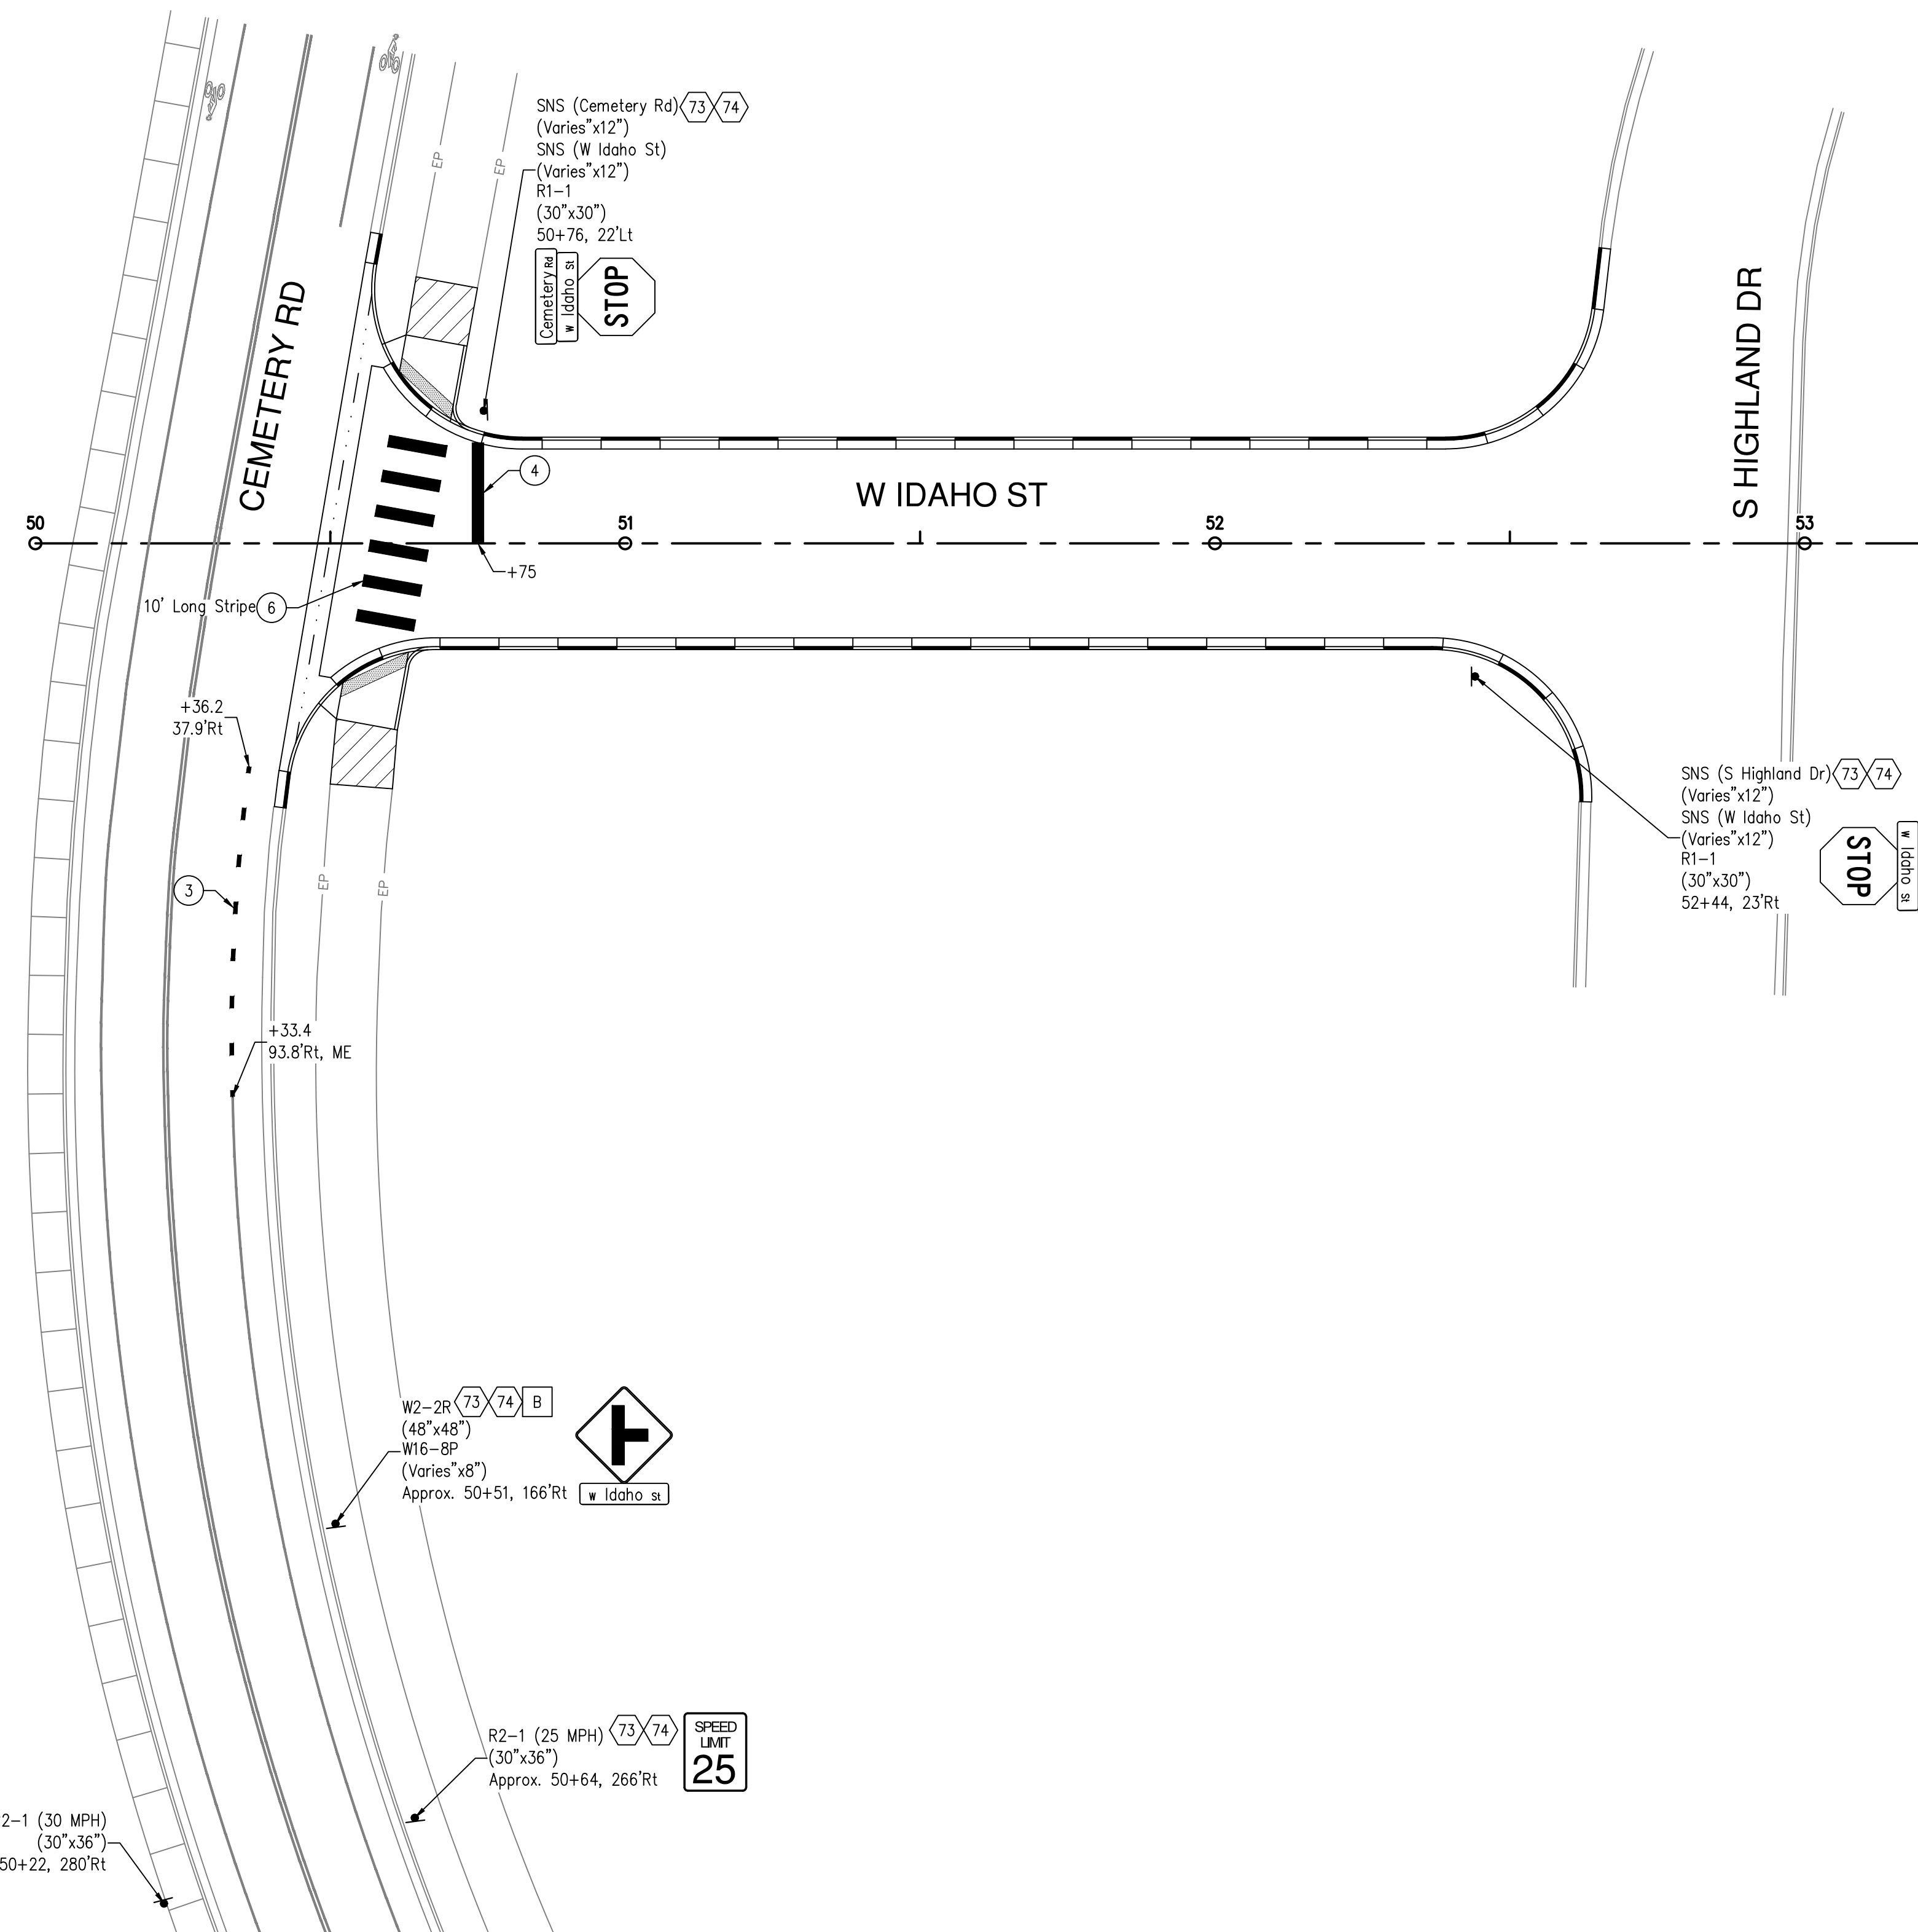 SNS (Cemetery Rd) 73 74
(Varies"x12")
SNS (W Idaho St)
(Varies"x12")
R1-1
(30"x30")
50+76, 22'Lt
Cemetery Rd
W Idaho St
STOP
EP
EP
CEMETERY RD
4
W IDAHO ST
S HIGHLAND DR
50
51
52
53
+75
10' Long Stripe 6
+36.2
37.9'Rt
3
EP
EP
+33.4
93.8'Rt, ME
SNS (S Highland Dr) 73 74
(Varies"x12")
SNS (W Idaho St)
(Varies"x12")
R1-1
(30"x30")
52+44, 23'Rt
STOP
W Idaho St
W2-2R 73 74 B
(48"x48")
W16-8P
(Varies"x8")
Approx. 50+51, 166'Rt
W Idaho St
R2-1 (25 MPH) 73 74
(30"x36")
Approx. 50+64, 266'Rt
SPEED
LIMIT
25
2-1 (30 MPH)
(30"x36")
50+22, 280'Rt